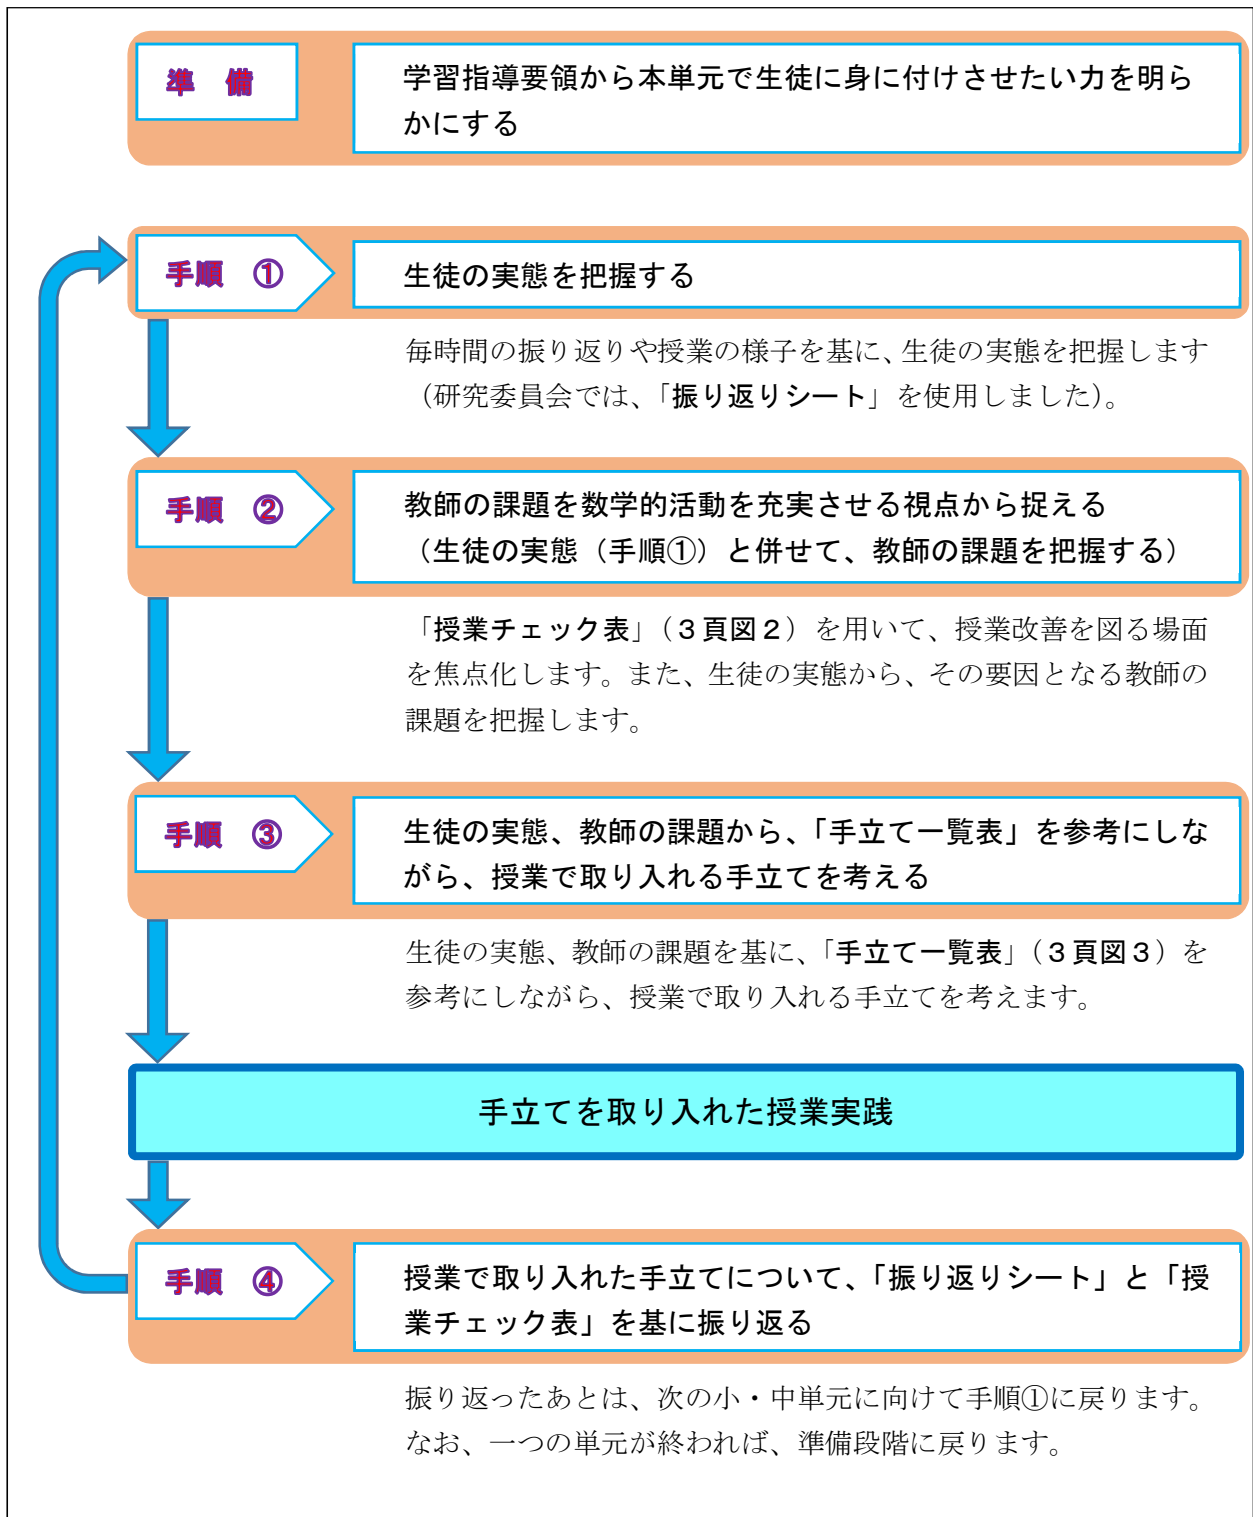 準　備
学習指導要領から本単元で生徒に身に付けさせたい力を明ら
かにする
手順　①
生徒の実態を把握する
毎時間の振り返りや授業の様子を基に、生徒の実態を把握します
（研究委員会では、「振り返りシート」を使用しました）。
手順　②
教師の課題を数学的活動を充実させる視点から捉える
（生徒の実態（手順①）と併せて、教師の課題を把握する）
「授業チェック表」（３頁図２）を用いて、授業改善を図る場面
を焦点化します。また、生徒の実態から、その要因となる教師の
課題を把握します。
手順　③
生徒の実態、教師の課題から、「手立て一覧表」を参考にしな
がら、授業で取り入れる手立てを考える
生徒の実態、教師の課題を基に、「手立て一覧表」（３頁図３）を
参考にしながら、授業で取り入れる手立てを考えます。
手立てを取り入れた授業実践
手順　④
授業で取り入れた手立てについて、「振り返りシート」と「授
業チェック表」を基に振り返る
振り返ったあとは、次の小・中単元に向けて手順①に戻ります。
なお、一つの単元が終われば、準備段階に戻ります。